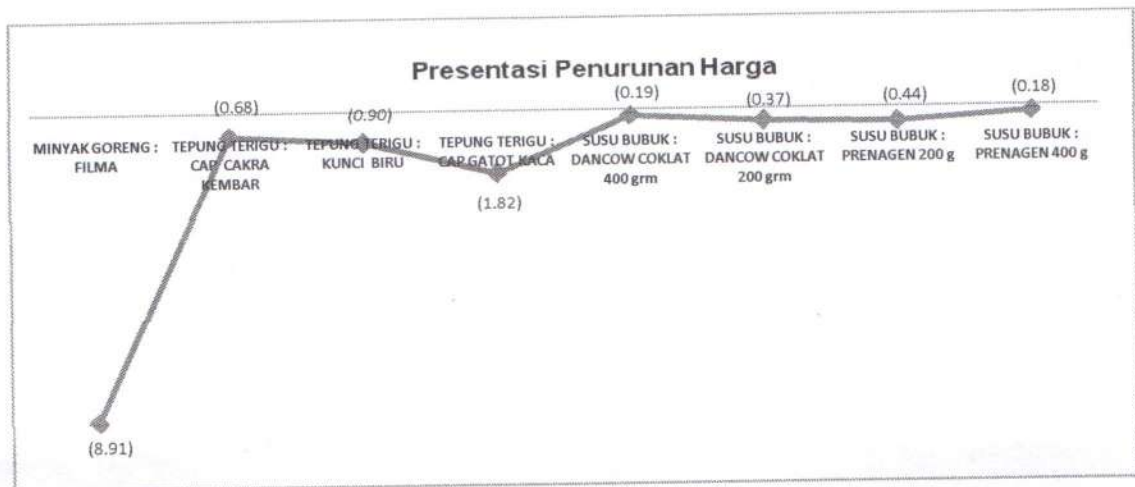 Presentasi Penurunan Harga
(0.68)
(0.90)
(0.19)
(0.37)
(0.44)
(0.18)
MINYAK GORENG :
FILMA
TEPUNG TERIGU :
CAP CAKRA
KEMBAR
TEPUNG TERIGU :
KUNCI BIRU
TEPUNG TERIGU :
CAP GATOT KACA
SUSU BUBUK :
DANCOW COKLAT
400 grm
SUSU BUBUK :
DANCOW COKLAT
200 grm
SUSU BUBUK :
PRENAGEN 200 g
SUSU BUBUK :
PRENAGEN 400 g
(1.82)
(8.91)